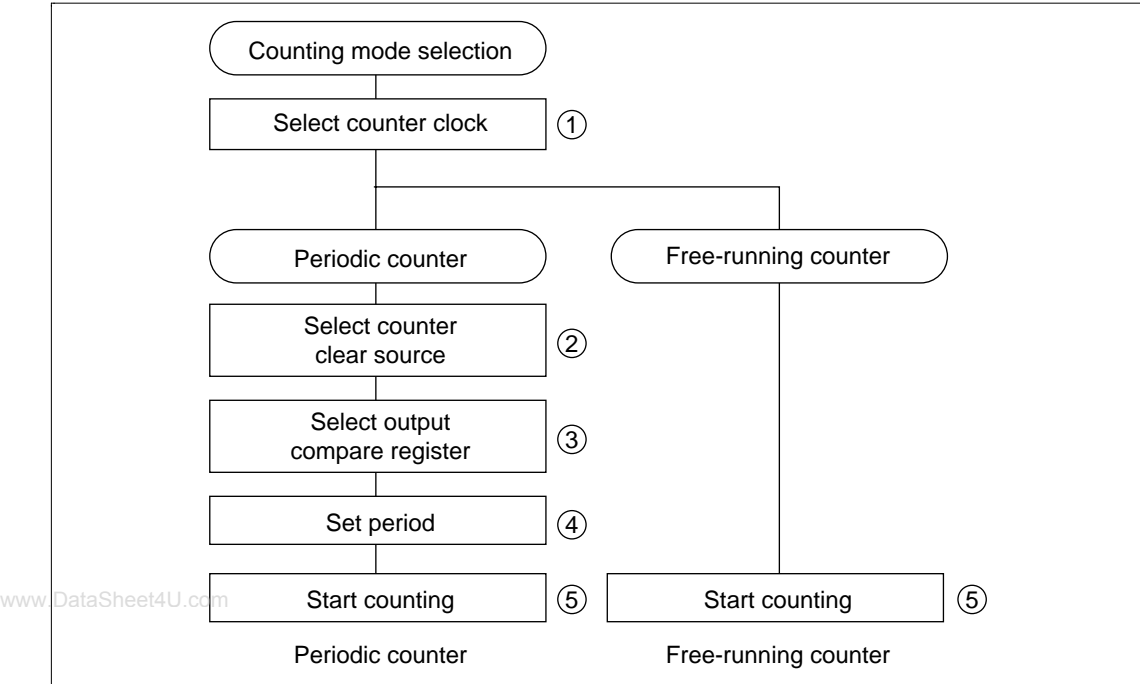 Counting mode selection
Select counter clock ①
Periodic counter Free-running counter
Select counter
clear source ②
Select output
compare register ③
Set period ④
www.DataSheet4U.com
Start counting ⑤ Start counting ⑤
Periodic counter Free-running counter